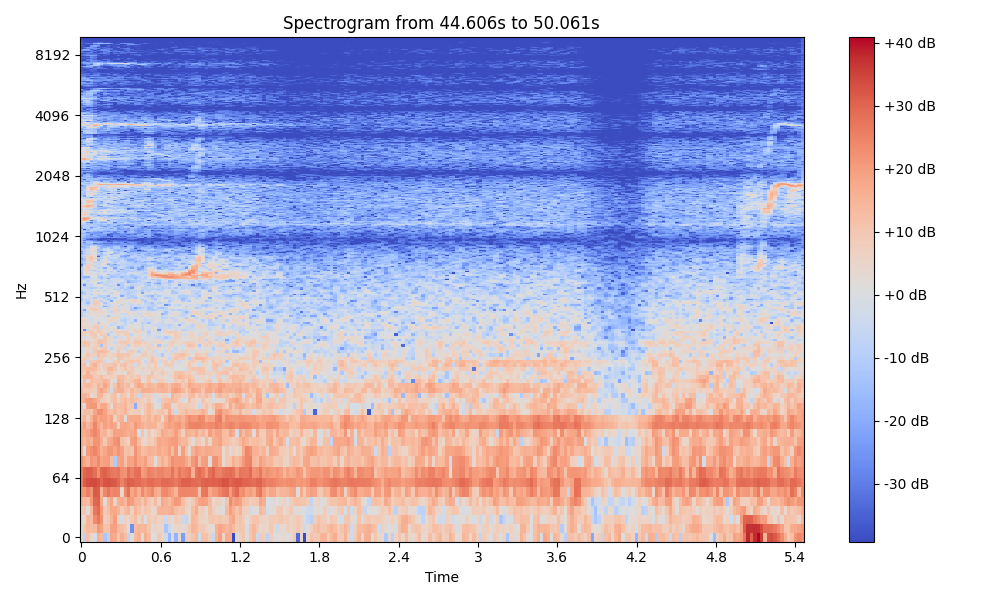 Spectrogram from 44.606s to 50.061s
Hz
8192
4096
2048
1024
512
256
128
64
0
0 0.6 1.2 1.8 2.4 3 3.6 4.2 4.8 5.4
Time
+40 dB
+30 dB
+20 dB
+10 dB
+0 dB
-10 dB
-20 dB
-30 dB